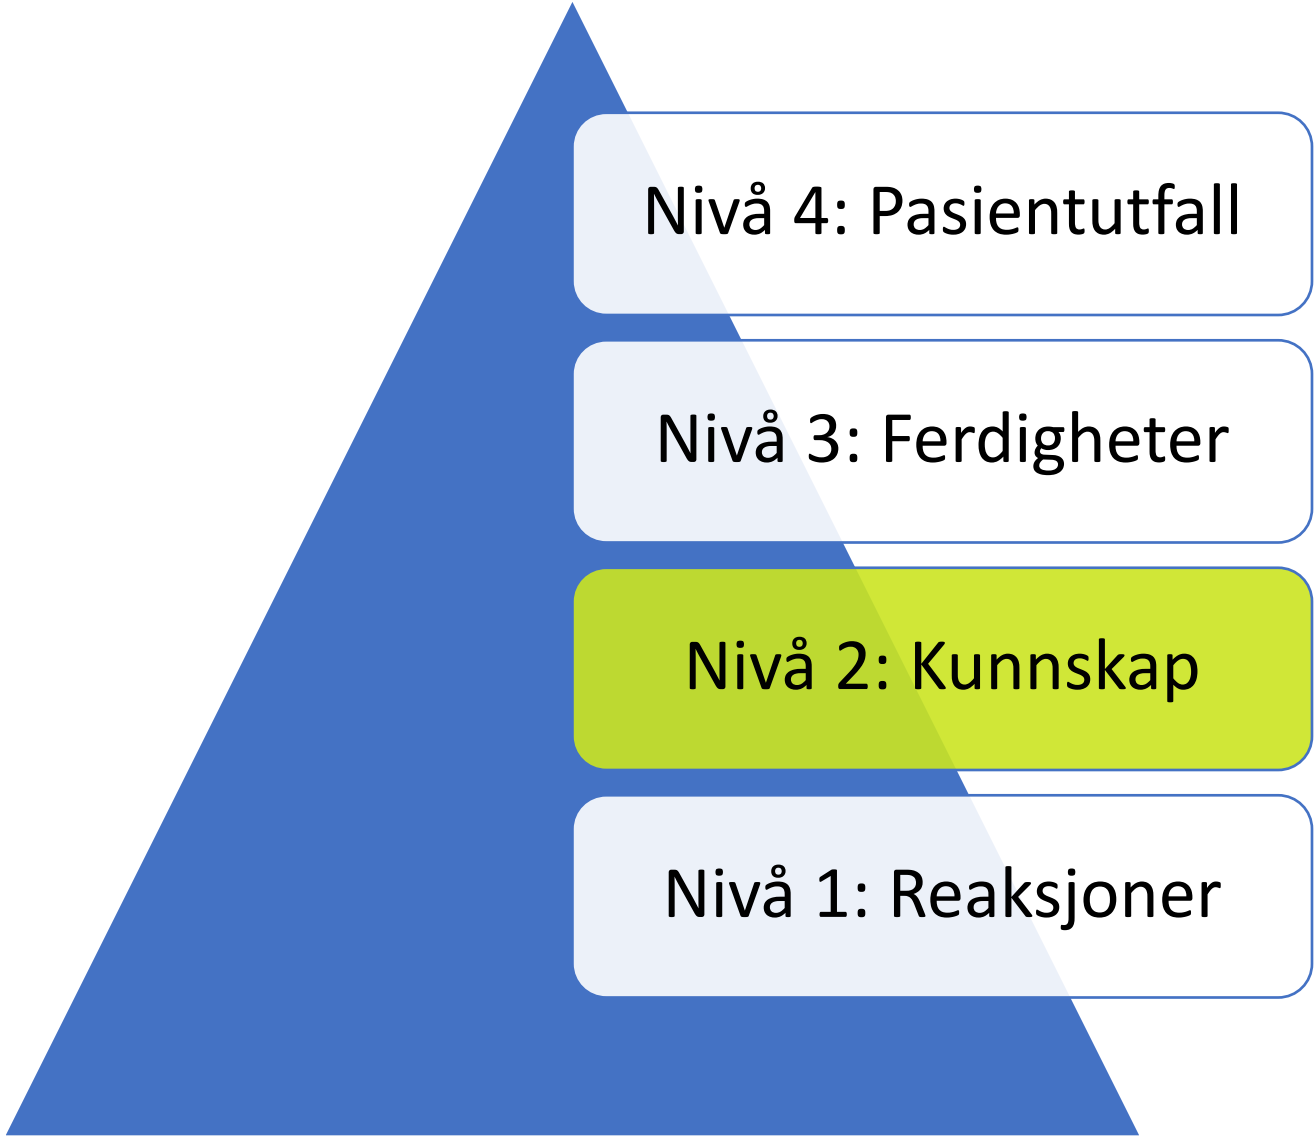 Nivå 4: Pasientutfall
Nivå 3: Ferdigheter
Nivå 2: Kunnskap
Nivå 1: Reaksjoner